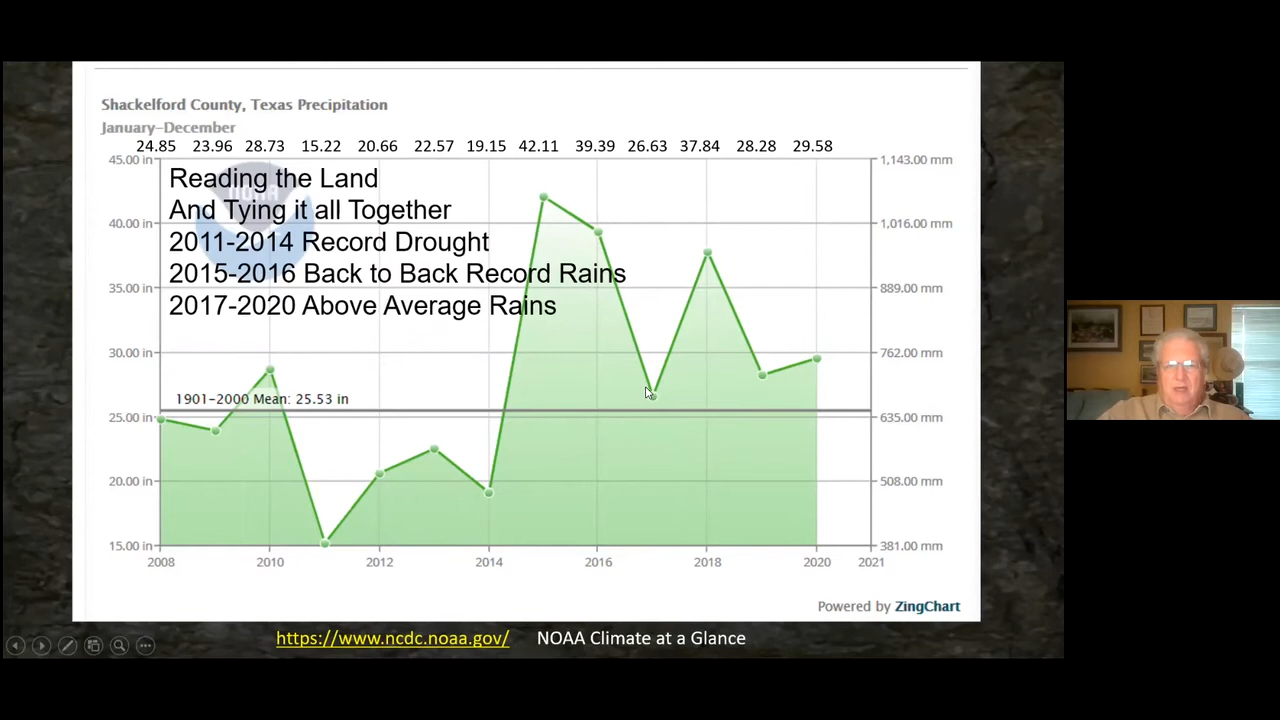 Shackelford County, Texas Precipitation
January-December
24.85 23.96 28.73 15.22 20.66 22.57 19.15 42.11 39.39 26.63 37.84 28.28 29.58
45.00 in
1,143.00 mm
Reading the Land
And Tying it all Together
40.00 in
1,016.00 mm
2011-2014 Record Drought
2015-2016 Back to Back Record Rains
35.00 in
889.00 mm
2017-2020 Above Average Rains
30.00 in
762.00 mm
1901-2000 Mean: 25.53 in
25.00 in
635.00 mm
20.00 in
508.00 mm
15.00 in
381.00 mm
2008 2010 2012 2014 2016 2018 2020 2021
Powered by ZingChart
https://www.ncdc.noaa.gov/ NOAA Climate at a Glance